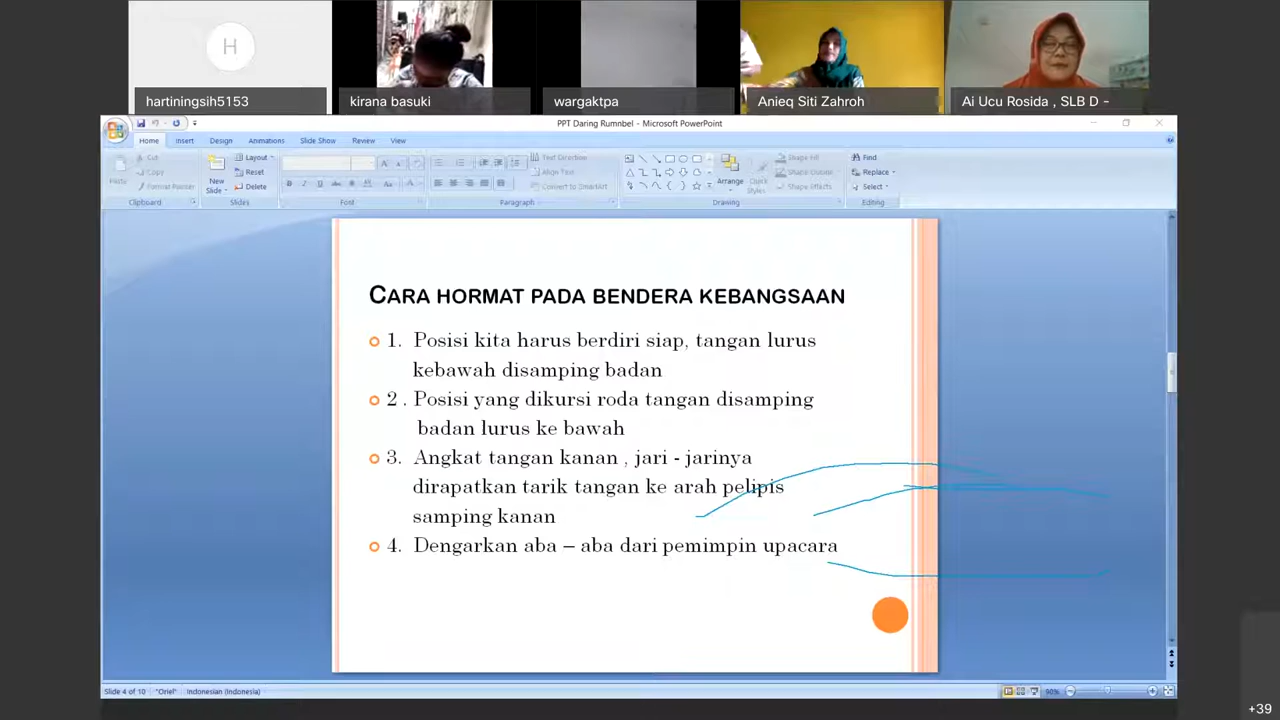 H
hartiningsih5153
kirana basuki
wargaktpa
Anieq Siti Zahroh
Ai Ucu Rosida , SLB D -
PPT Daring Rumnbel - Microsoft PowerPoint
Home Insert Design Animations Slide Show Review View
Paste
Cut
Copy
Format Painter
Clipboard
New Slide
Layout
Reset
Delete
Slides
Font
Text Direction
Align Text
Convert to SmartArt
Paragraph
Arrange
Quick Styles
Shape Fill
Shape Outline
Shape Effects
Drawing
Find
Replace
Select
Editing
CARA HORMAT PADA BENDERA KEBANGSAAN
1. Posisi kita harus berdiri siap, tangan lurus
kebawah disamping badan
2 . Posisi yang dikursi roda tangan disamping
badan lurus ke bawah
3. Angkat tangan kanan , jari - jarinya
dirapatkan tarik tangan ke arah pelipis
samping kanan
4. Dengarkan aba – aba dari pemimpin upacara
Slide 4 of 10 "Oriel" Indonesian (Indonesia) 90%
+39